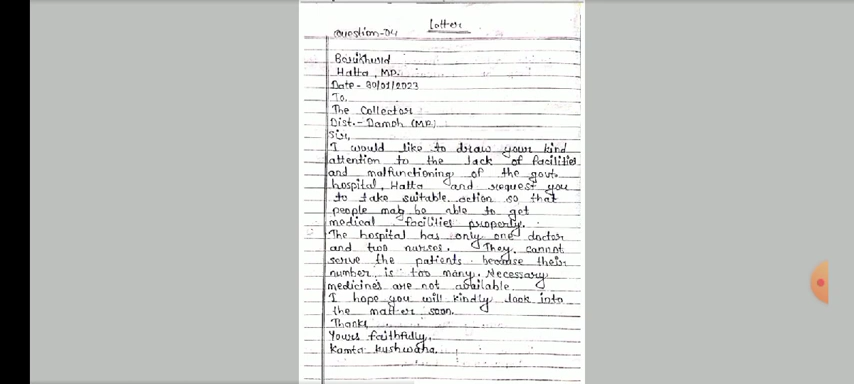 Letter
Question-04
Barikhurd
Hatta, MP.
Date- 30/01/2023
To,
The Collector
Dist.- Damoh (MP)
Sir,
I would like to draw your kind
attention to the lack of facilities
and malfunctioning of the govt.
hospital, Hatta and request you
to take suitable action so that
people may be able to get
medical facilities properly.
The hospital has only one doctor
and two nurses. They cannot
serve the patients because their
number is too many. Necessary
medicines are not available.
I hope you will kindly look into
the matter soon.
Thanks
Yours faithfully,
Kamta kushwaha.